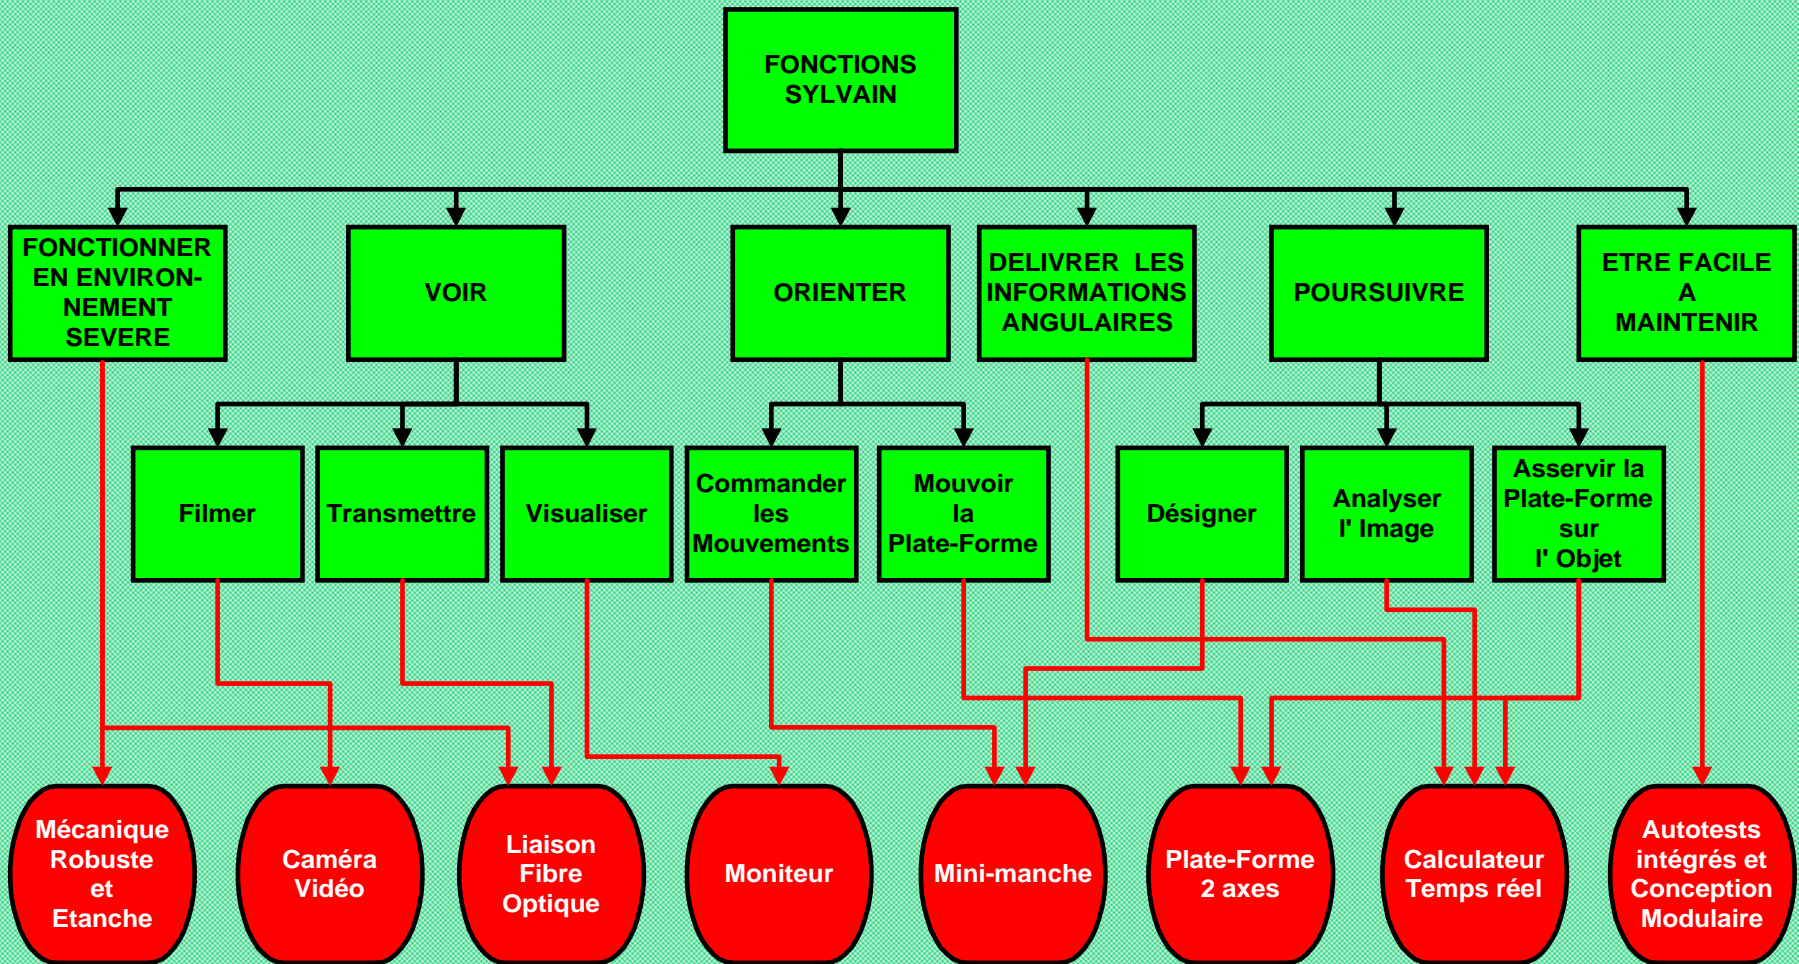 FONCTIONS
SYLVAIN
FONCTIONNER
EN ENVIRON-
NEMENT
SEVERE
VOIR
ORIENTER
DELIVRER LES
INFORMATIONS
ANGULAIRES
POURSUIVRE
ETRE FACILE
A
MAINTENIR
Filmer
Transmettre
Visualiser
Commander
les
Mouvements
Mouvoir
la
Plate-Forme
Désigner
Analyser
l' Image
Asservir la
Plate-Forme
sur
l' Objet
Mécanique
Robuste
et
Etanche
Caméra
Vidéo
Liaison
Fibre
Optique
Moniteur
Mini-manche
Plate-Forme
2 axes
Calculateur
Temps réel
Autotests
intégrés et
Conception
Modulaire